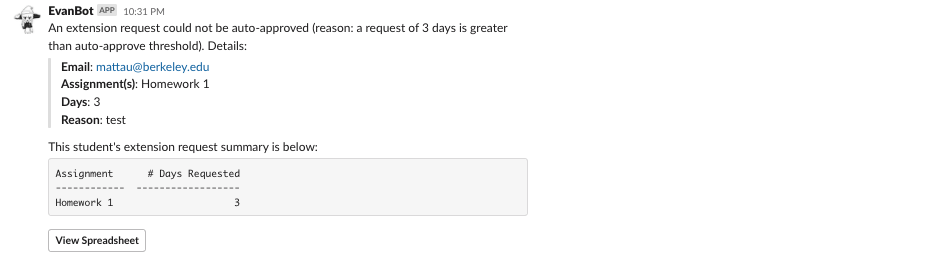 EvanBot APP 10:31 PM
An extension request could not be auto-approved (reason: a request of 3 days is greater
than auto-approve threshold). Details:
Email: mattau@berkeley.edu
Assignment(s): Homework 1
Days: 3
Reason: test
This student's extension request summary is below:
Assignment # Days Requested
------------ ------------------
Homework 1 3
View Spreadsheet